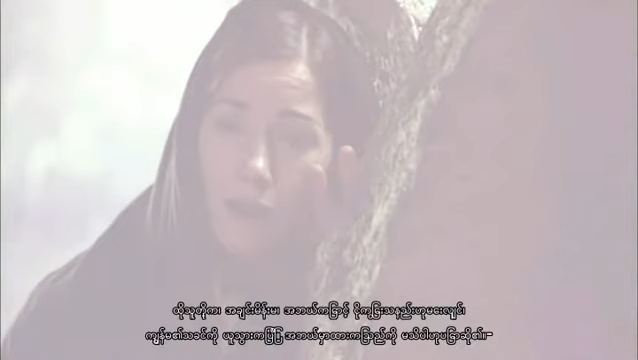 ထိုသူတို့က၊ အချင်းမိန်းမ၊ အဘယ်ကြောင့် ငိုကြွေးသနည်းဟုမေးလျှင်၊
ကျွန်မ၏သခင်ကို ယူသွားကြပြီ၊ အဘယ်မှာထားကြသည်ကို မသိပါဟုပြောဆို၏။-